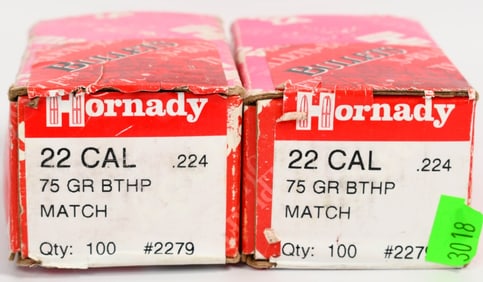 BULLETS
BULLETS
Hornady
22 CAL .224
75 GR BTHP
MATCH
Qty: 100 #2279
Hornady
22 CAL .224
75 GR BTHP
MATCH
Qty: 100 #2279
3018